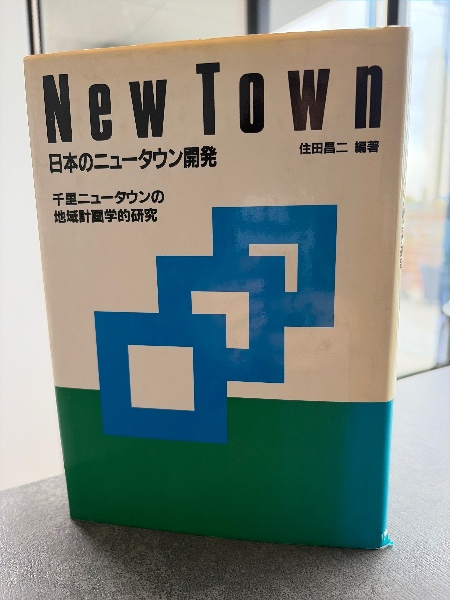 New Town
日本のニュータウン開発
住田昌二 編著
千里ニュータウンの
地域計画学的研究